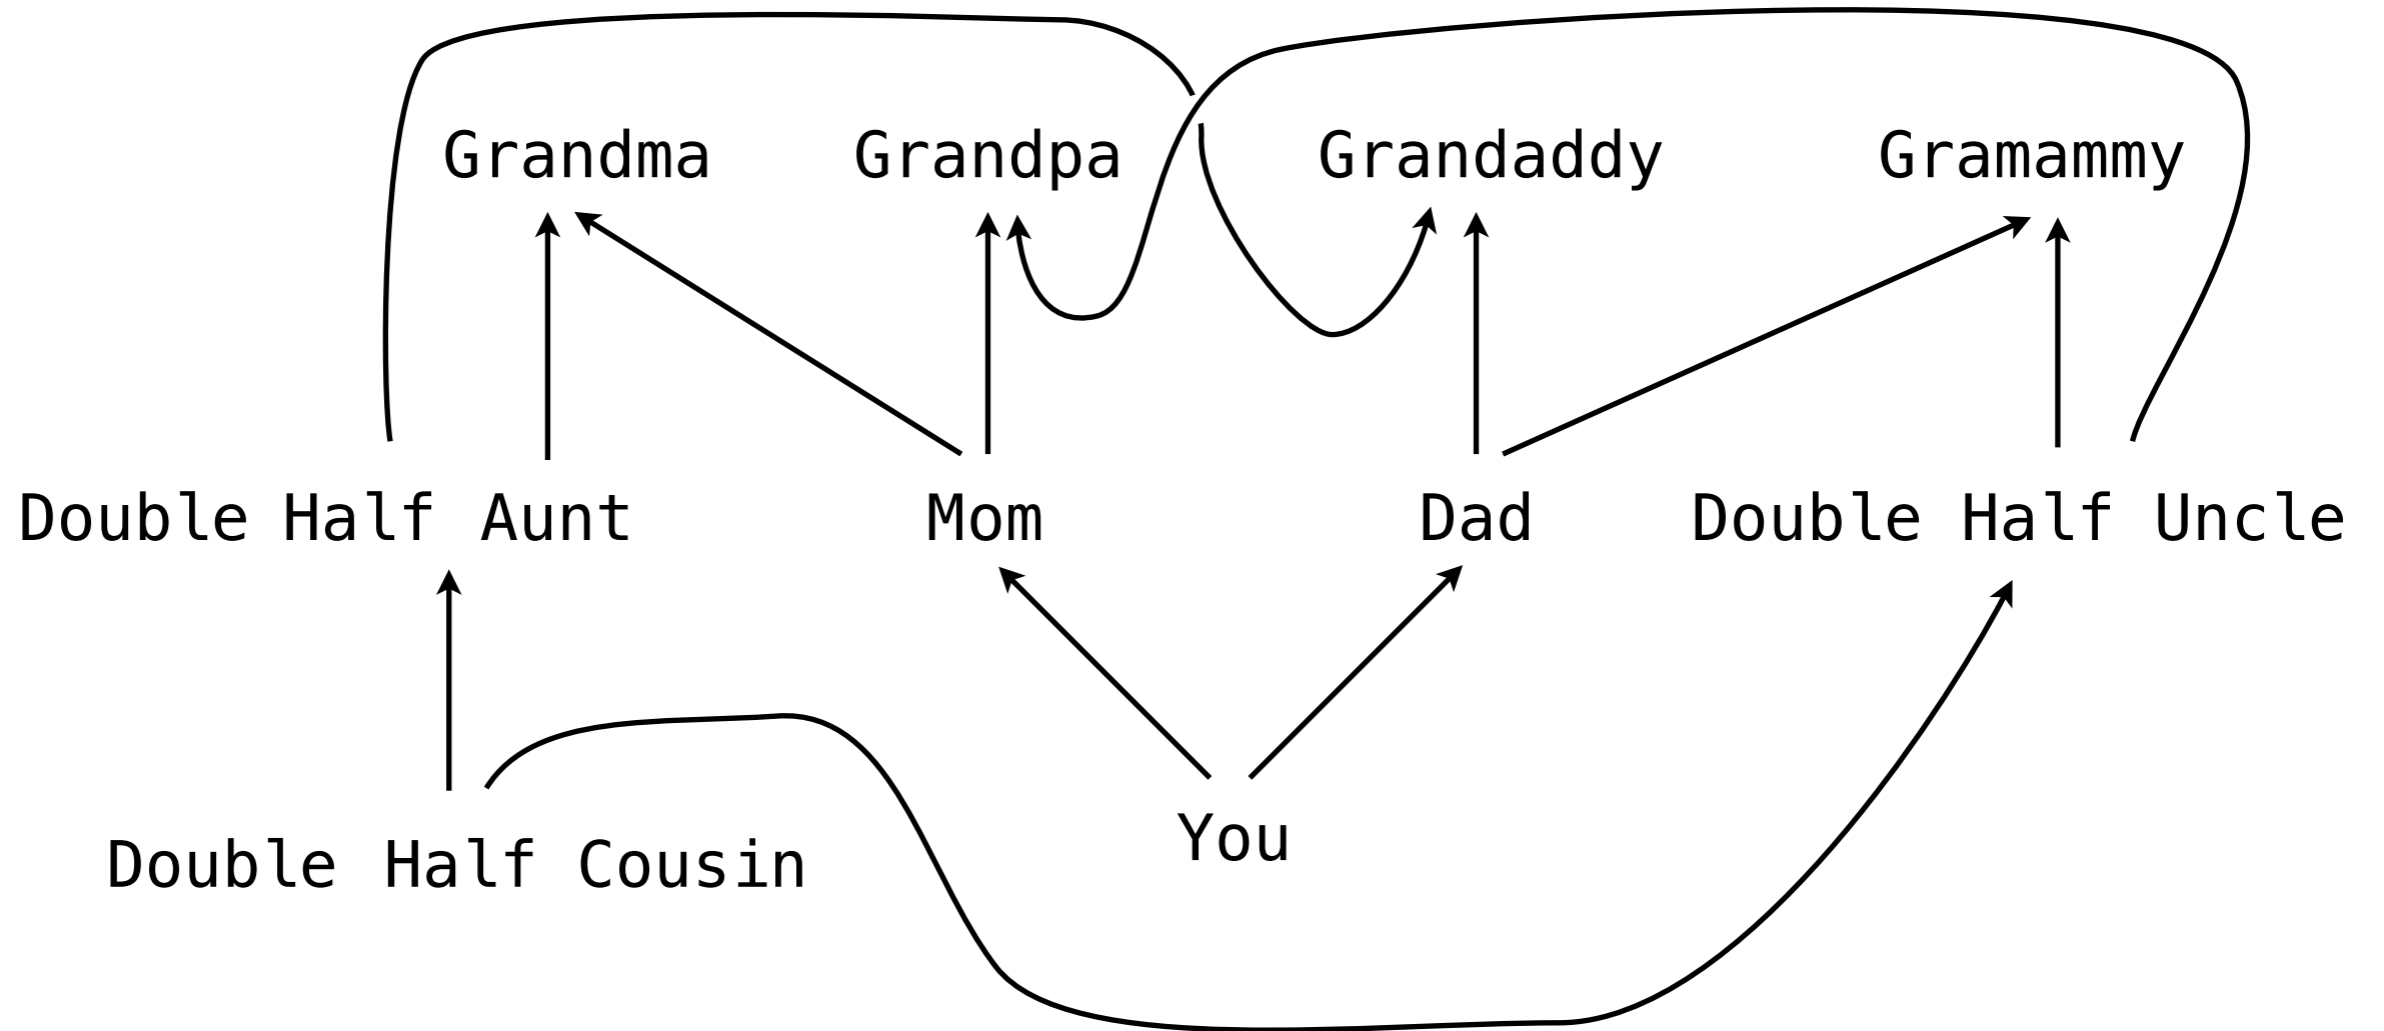 Grandma Grandpa Grandaddy Gramammy
Double Half Aunt Mom Dad Double Half Uncle
You
Double Half Cousin